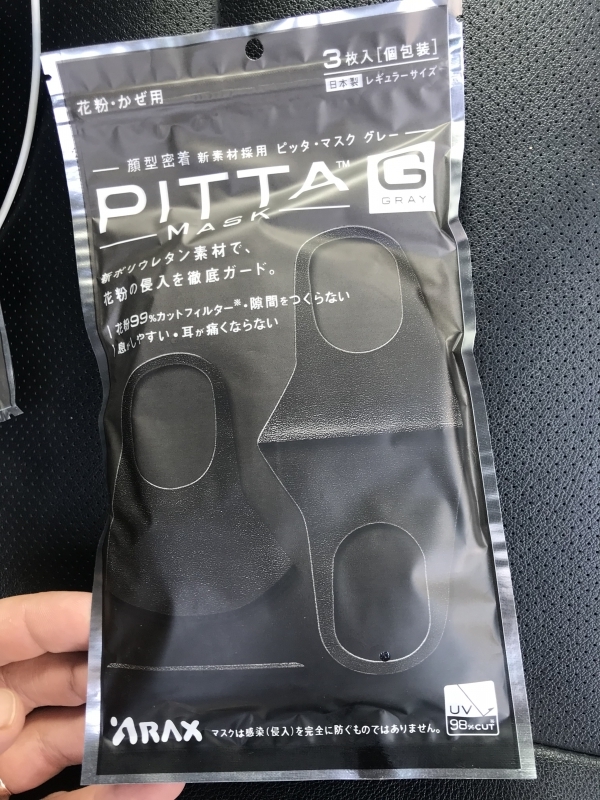 3枚入[個包装]
日本製 レギュラーサイズ
花粉・かぜ用
顔型密着 新素材採用 ピッタ・マスク グレー
PITTA™
MASK
G
GRAY
新ポリウレタン素材で、
花粉の侵入を徹底ガード。
花粉99%カットフィルター※・隙間をつくらない
息がしやすい・耳が痛くならない
ARAX
マスクは感染(侵入)を完全に防ぐものではありません。
UV
98%CUT※